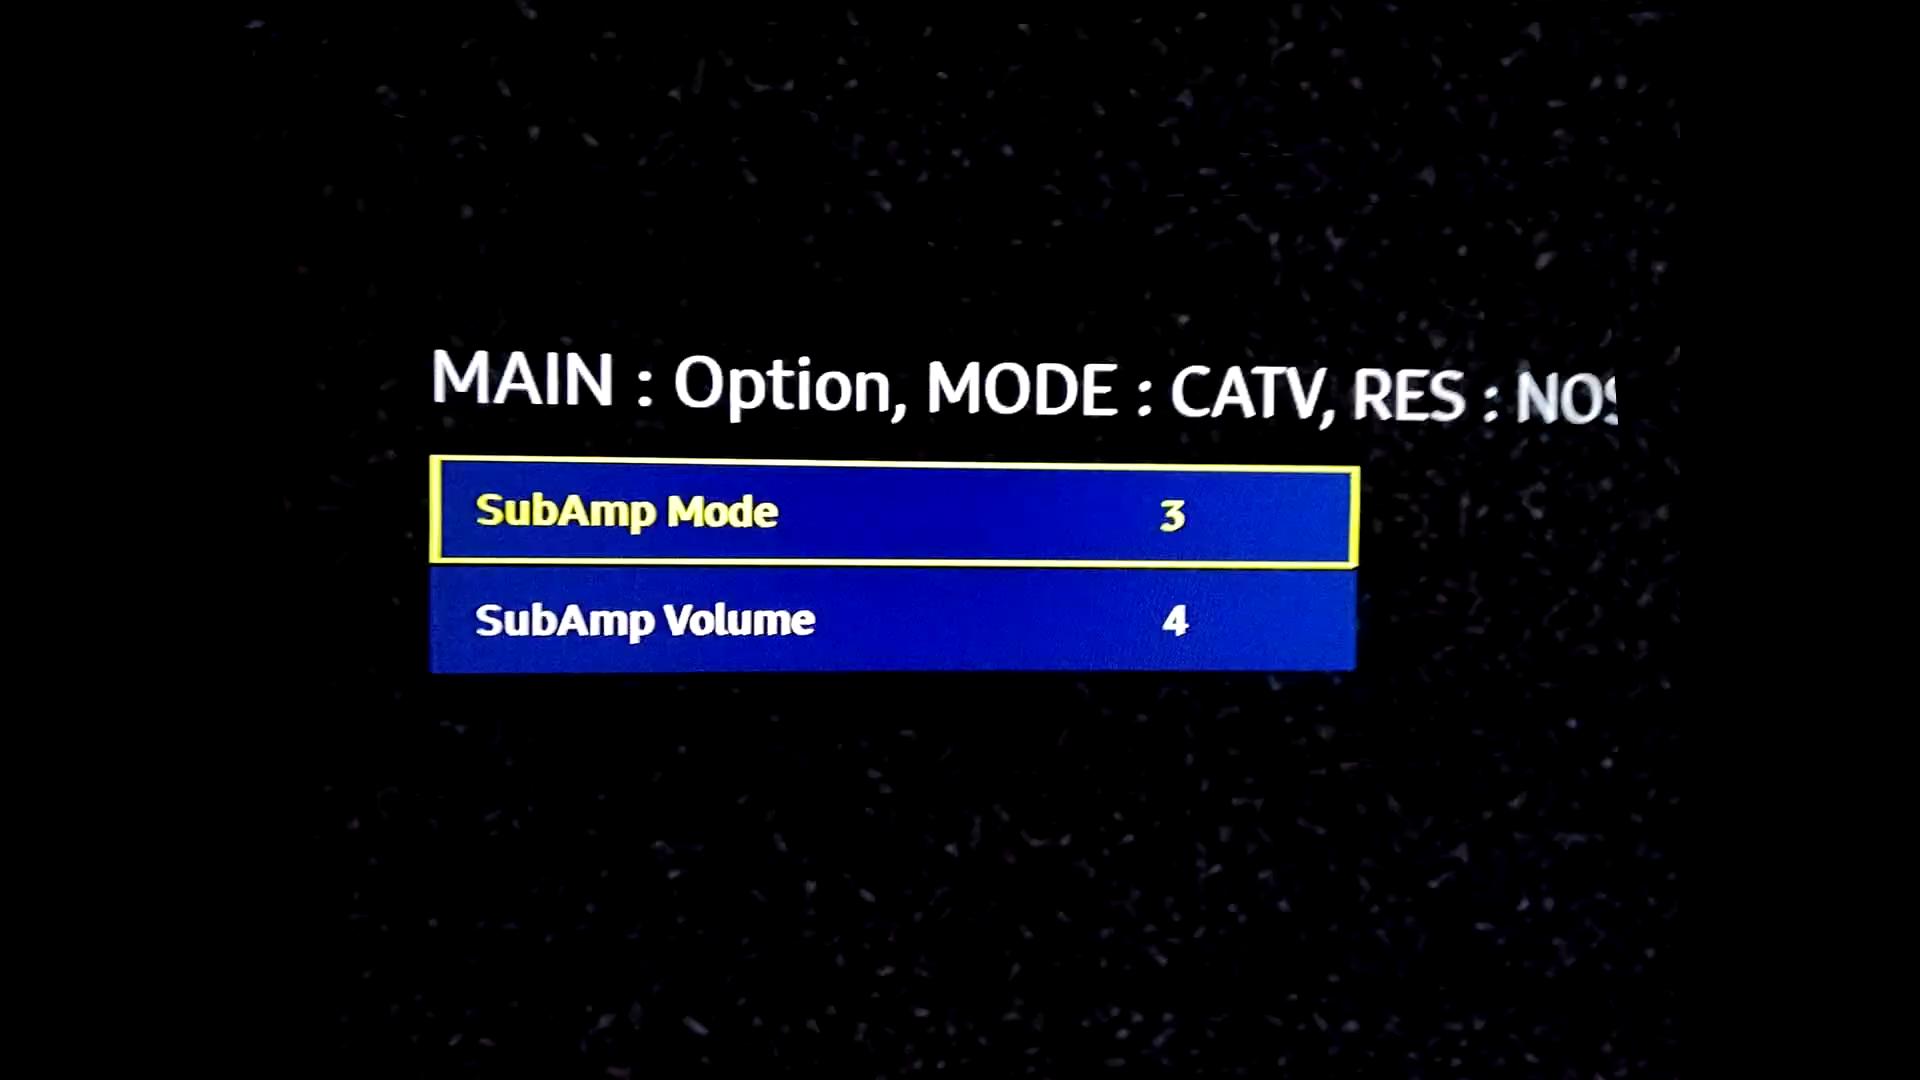 MAIN : Option, MODE : CATV, RES :
SubAmp Mode 3
SubAmp Volume 4